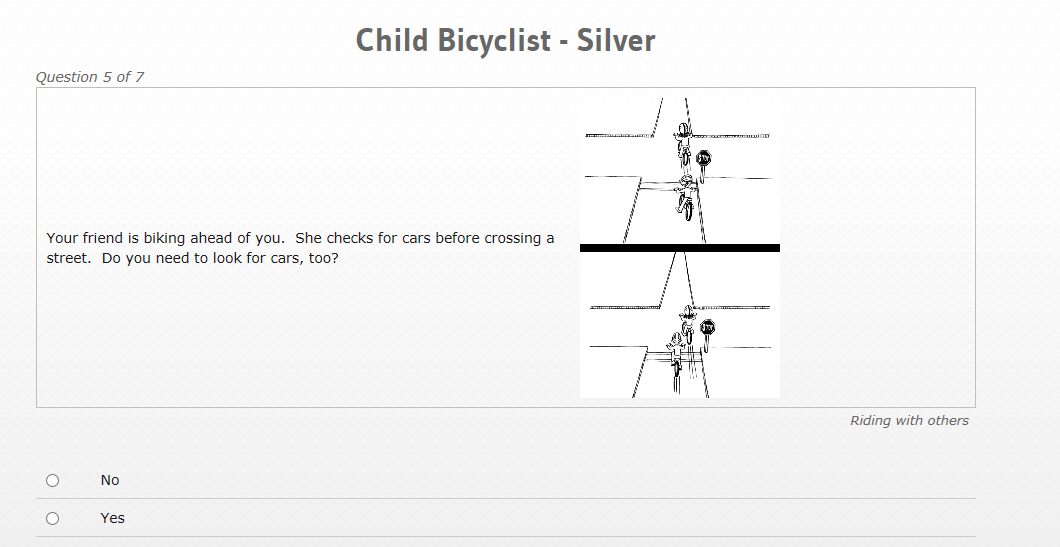 Child Bicyclist - Silver
Question 5 of 7
Your friend is biking ahead of you.  She checks for cars before crossing a
street.  Do you need to look for cars, too?
Riding with others
No
Yes